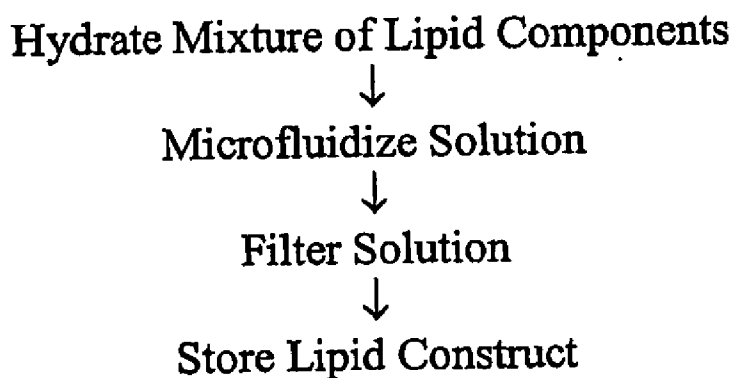 Hydrate Mixture of Lipid Components
↓
Microfluidize Solution
↓
Filter Solution
↓
Store Lipid Construct